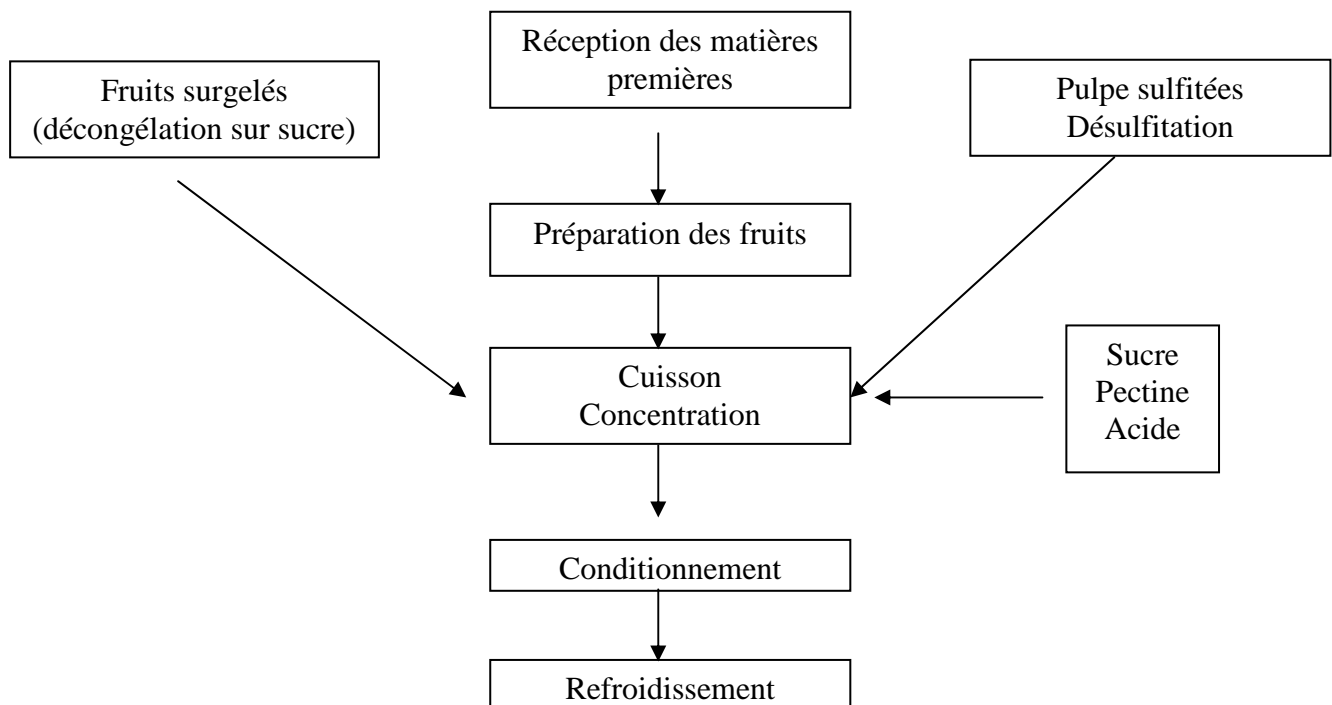 Réception des matières
premières
Fruits surgelés
(décongélation sur sucre)
Pulpe sulfitées
Désulfitation
Préparation des fruits
Cuisson
Concentration
Sucre
Pectine
Acide
Conditionnement
Refroidissement